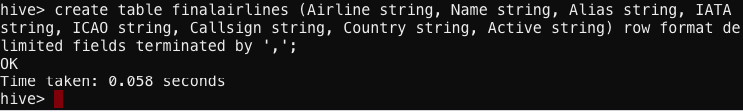 hive> create table finalairlines (Airline string, Name string, Alias string, IATA
string, ICAO string, Callsign string, Country string, Active string) row format de
limited fields terminated by ',';
OK
Time taken: 0.058 seconds
hive>